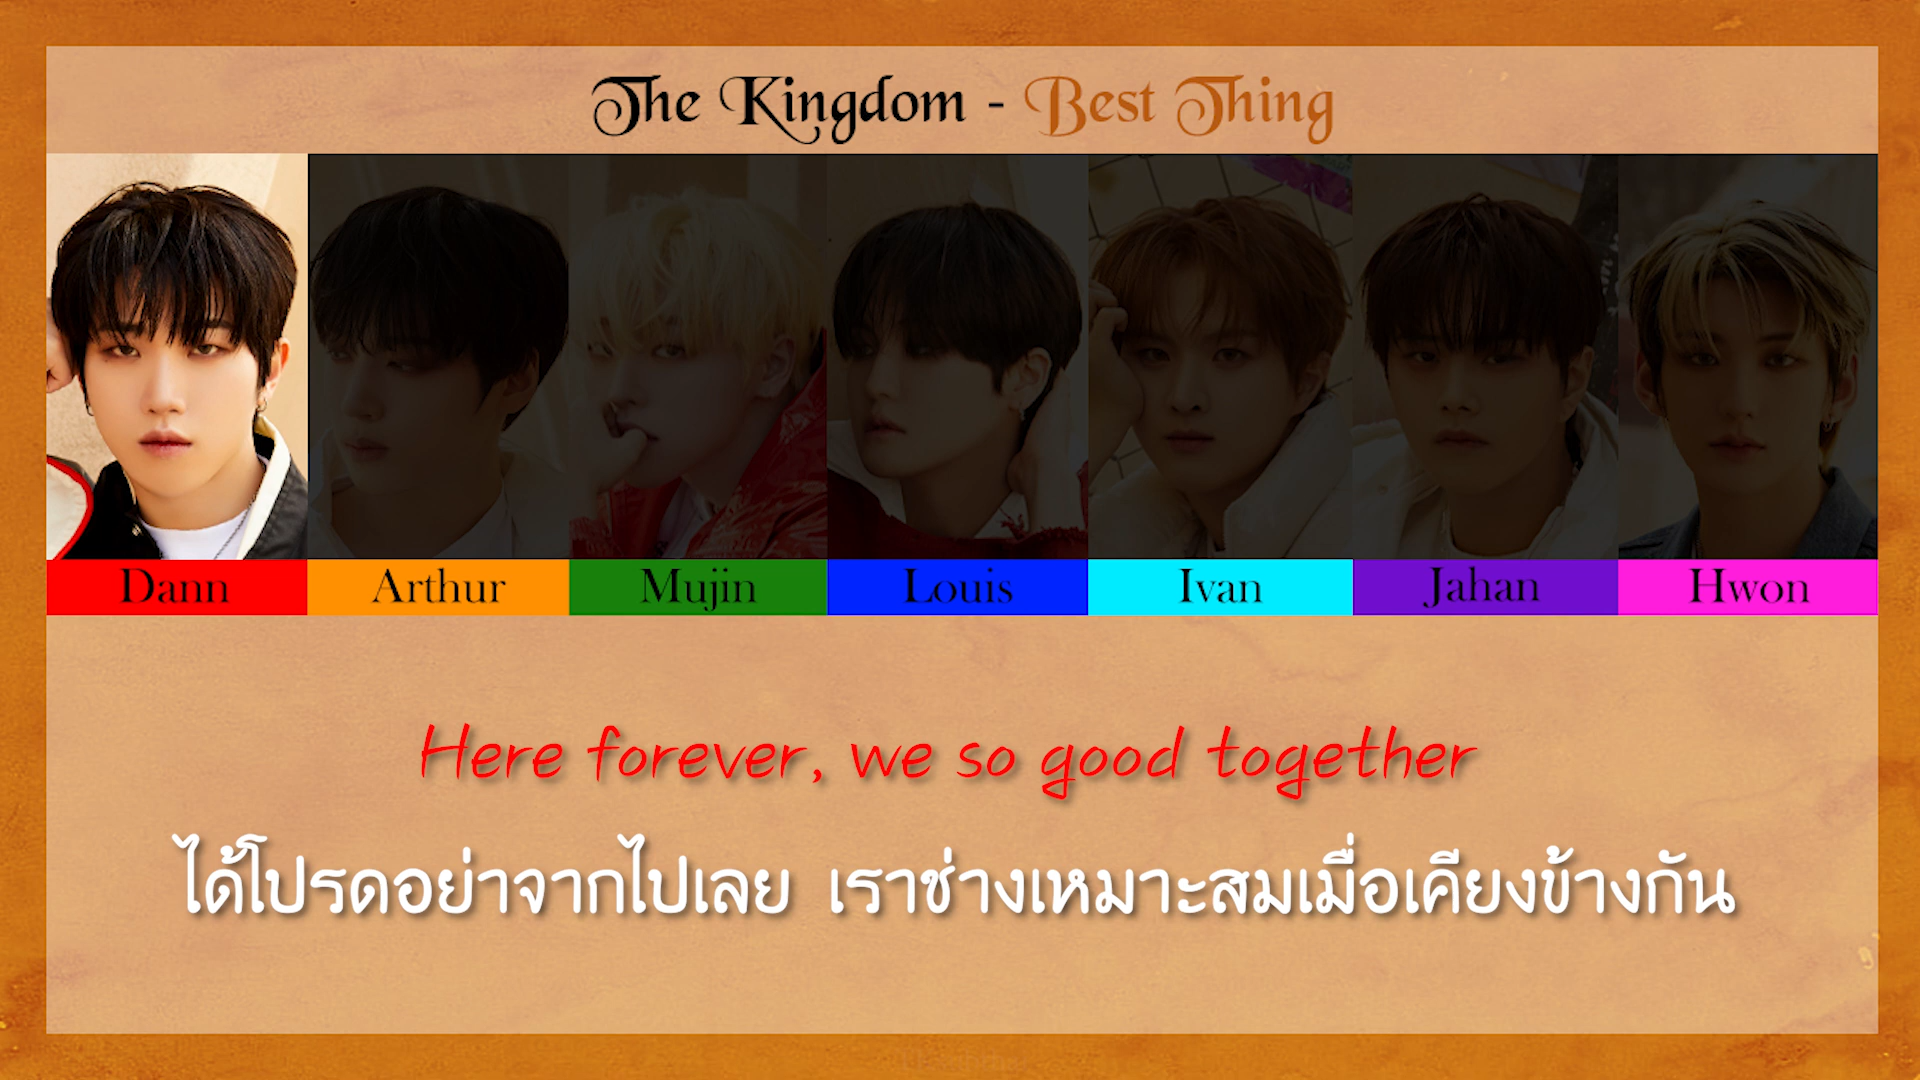 The Kingdom - Best Thing
Dann Arthur Mujin Louis Ivan Jahan Hwon
Here forever, we so good together
ได้โปรดอย่าจากไปเลย เราช่างเหมาะสมเมื่อเคียงข้างกัน